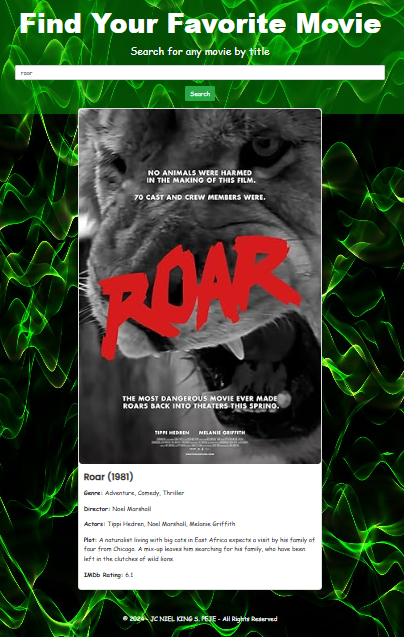 Find Your Favorite Movie
Search for any movie by title
roar
Search
NO ANIMALS WERE HARMED
IN THE MAKING OF THIS FILM.
70 CAST AND CREW MEMBERS WERE.
ROAR
THE MOST DANGEROUS MOVIE EVER MADE
ROARS BACK INTO THEATERS THIS SPRING.
TIPPI HEDREN MELANIE GRIFFITH
Roar (1981)
Genre: Adventure, Comedy, Thriller
Director: Noel Marshall
Actors: Tippi Hedren, Noel Marshall, Melanie Griffith
Plot: A naturalist living with big cats in East Africa expects a visit by his family of
four from Chicago. A mix-up leaves him searching for his family, who have been
left in the clutches of wild lions.
IMDb Rating: 6.1
© 2024 - JC NIEL KING S. PEJE - All Rights Reserved